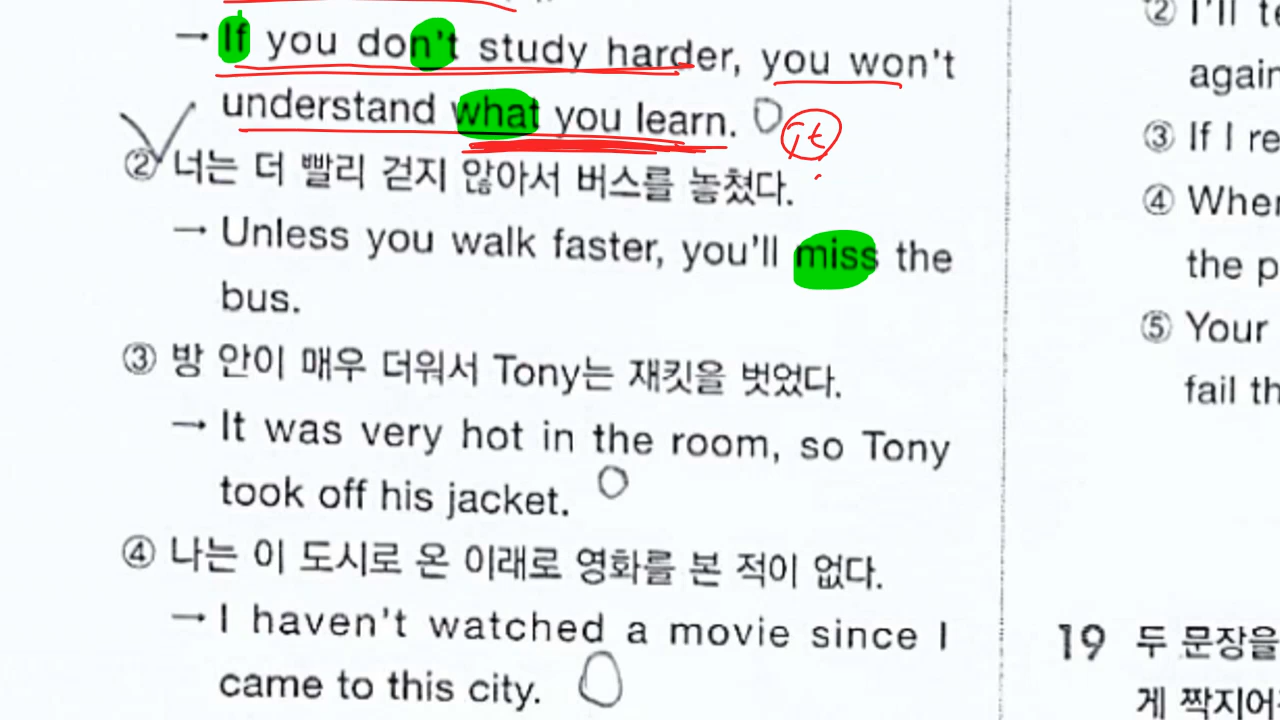 → If you don't study harder, you won't
understand what you learn.
it
② 너는 더 빨리 걷지 않아서 버스를 놓쳤다.
→ Unless you walk faster, you'll miss the
bus.
③ 방 안이 매우 더워서 Tony는 재킷을 벗었다.
→ It was very hot in the room, so Tony
took off his jacket.
④ 나는 이 도시로 온 이래로 영화를 본 적이 없다.
→ I haven't watched a movie since I
came to this city.
② I'll
again
③ If I
④ When
the
⑤ Your
fail
19 두 문장을
게 짝지어